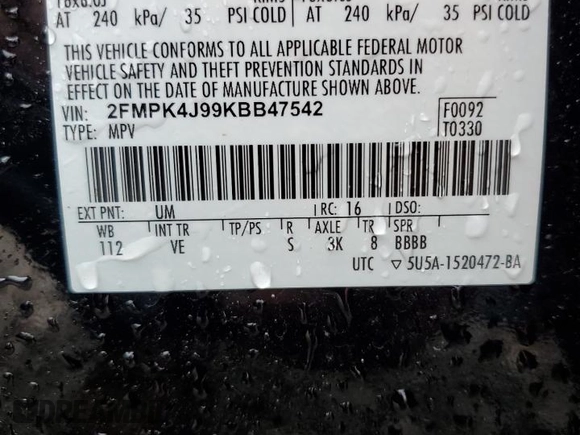 AT 240 kPa/ 35 PSI COLD AT 240 kPa/ 35 PSI COLD
THIS VEHICLE CONFORMS TO ALL APPLICABLE FEDERAL MOTOR
VEHICLE SAFETY AND THEFT PREVENTION STANDARDS IN
EFFECT ON THE DATE OF MANUFACTURE SHOWN ABOVE.
VIN: 2FMPK4J99KBB47542 F0092
TYPE: MPV T0330
EXT PNT: UM RC: 16 DSO:
WB INT TR TP/PS R AXLE TR SPR
112 VE S 3K 8 BBBB
UTC ▽ 5U5A-1520472-BA